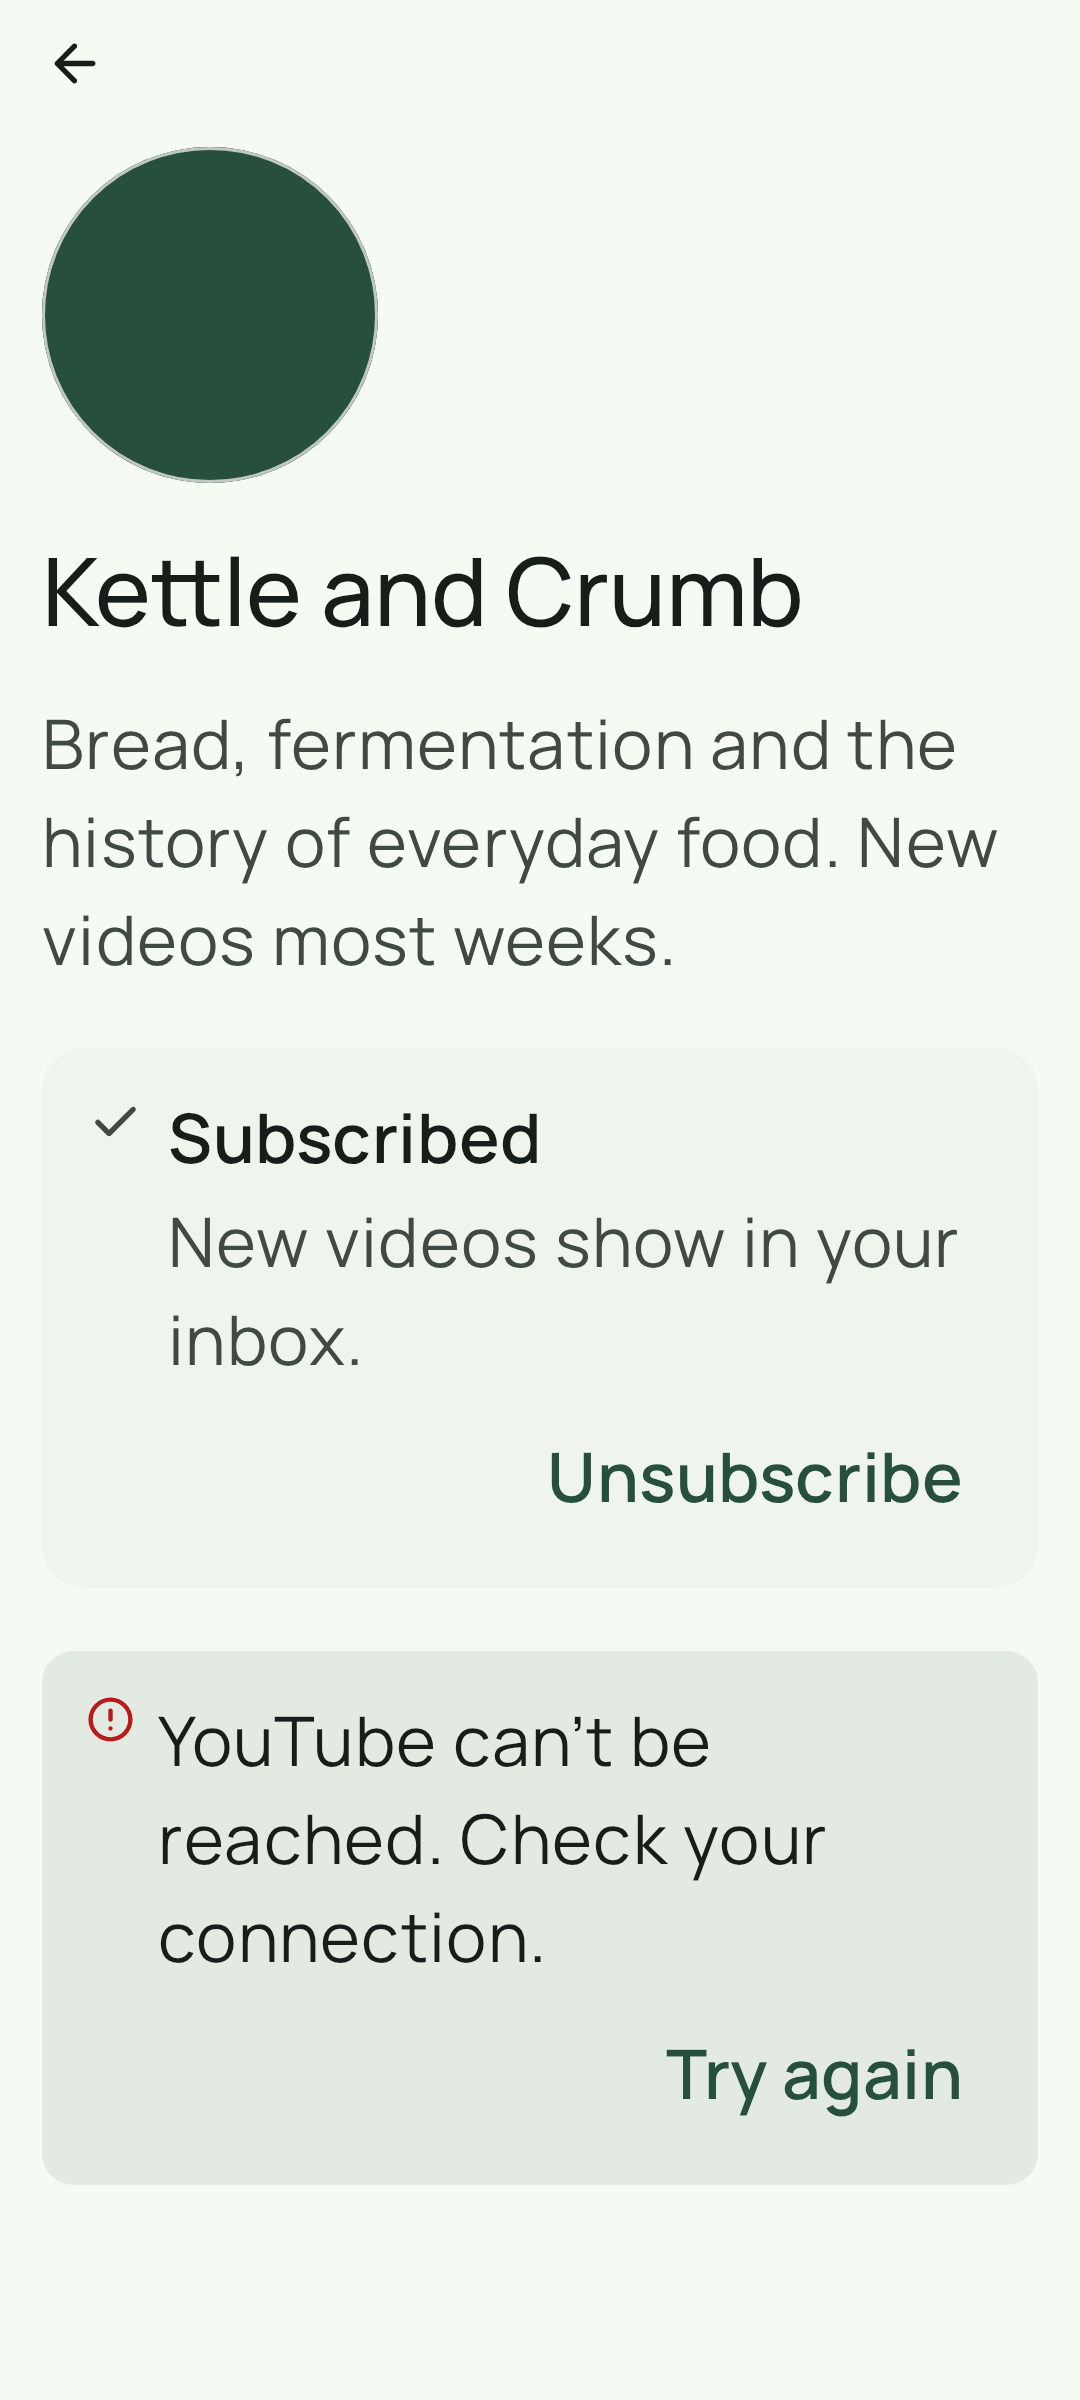 Kettle and Crumb
Bread, fermentation and the
history of everyday food. New
videos most weeks.
Subscribed
New videos show in your
inbox.
Unsubscribe
YouTube can’t be
reached. Check your
connection.
Try again